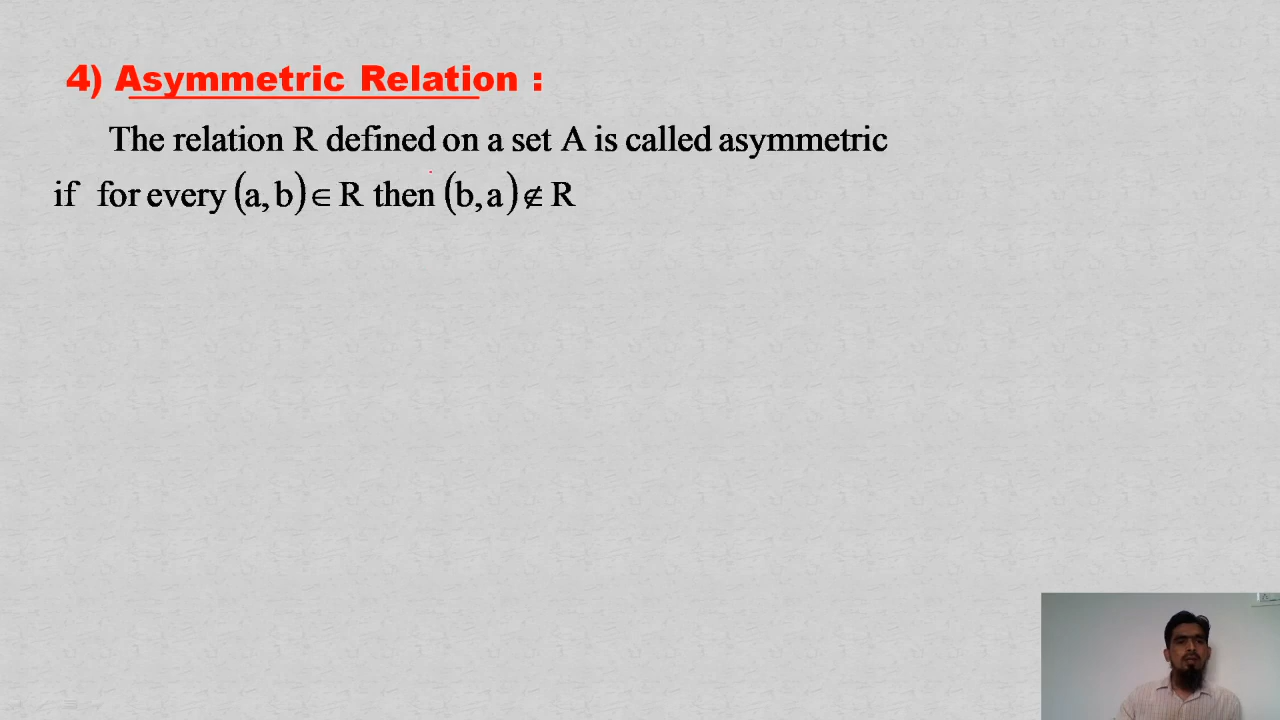 4) Asymmetric Relation :
The relation R defined on a set A is called asymmetric
if for every (a, b) ∈ R then (b, a) ∉ R